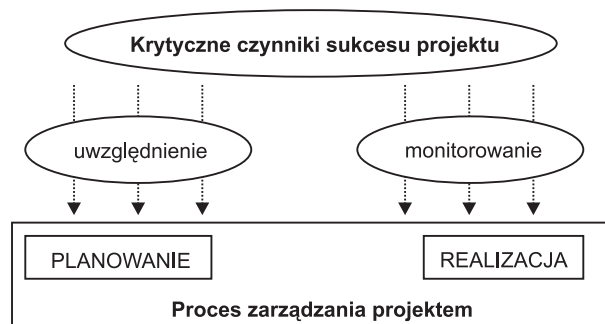 Krytyczne czynniki sukcesu projektu
uwzględnienie
monitorowanie
PLANOWANIE
REALIZACJA
Proces zarządzania projektem